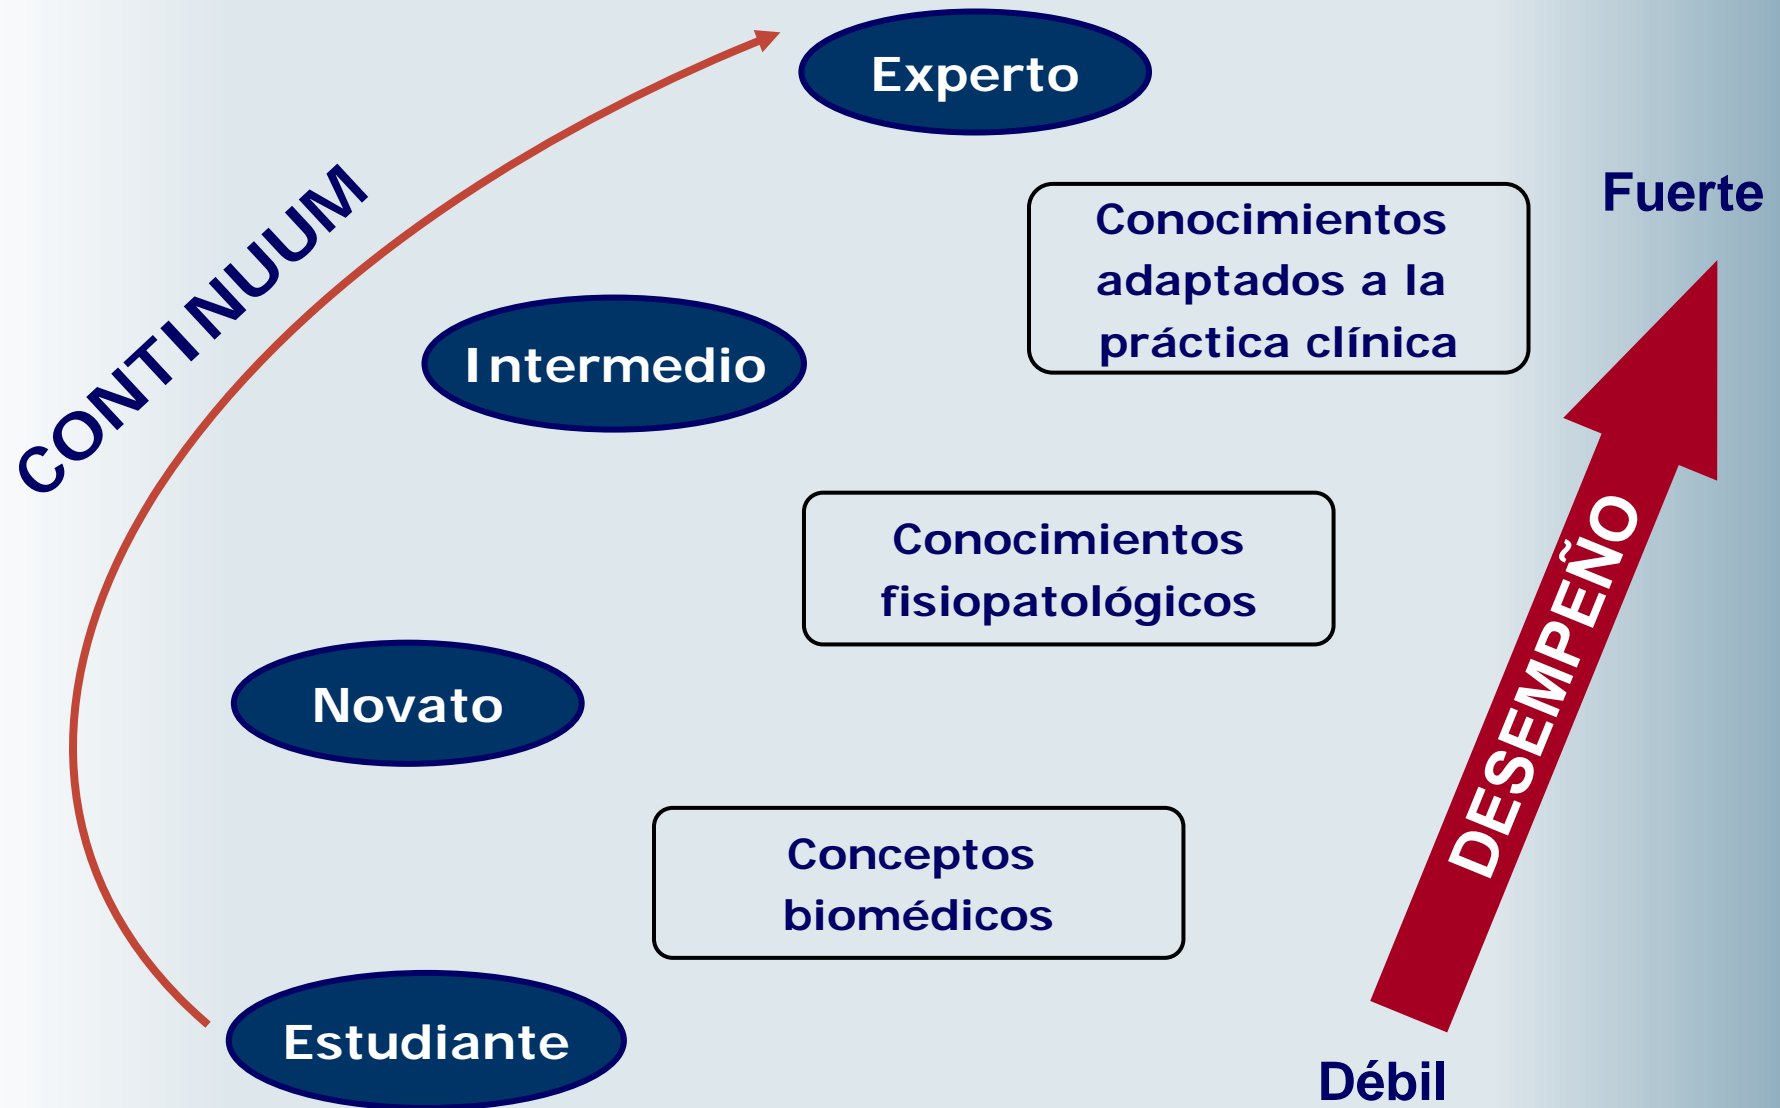 Experto
CONTINUUM
Fuerte
Conocimientos
adaptados a la
práctica clínica
Intermedio
Conocimientos
fisiopatológicos
DESEMPEÑO
Novato
Conceptos
biomédicos
Estudiante
Débil